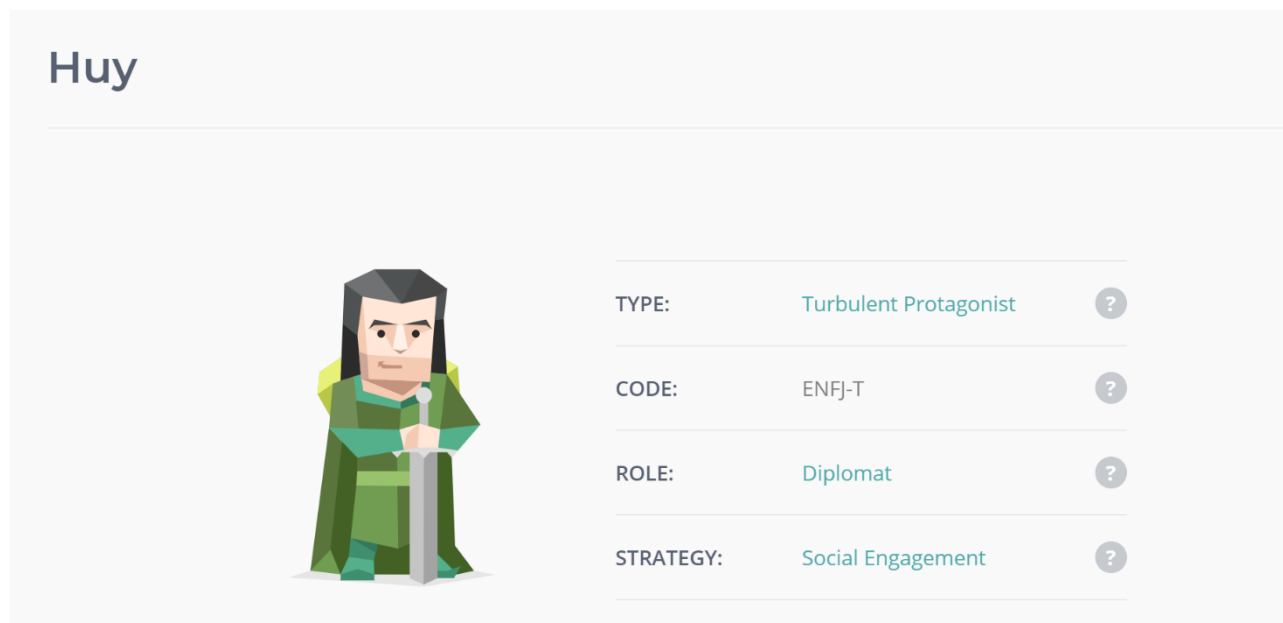 Huy
TYPE: Turbulent Protagonist ?
CODE: ENFJ-T ?
ROLE: Diplomat ?
STRATEGY: Social Engagement ?